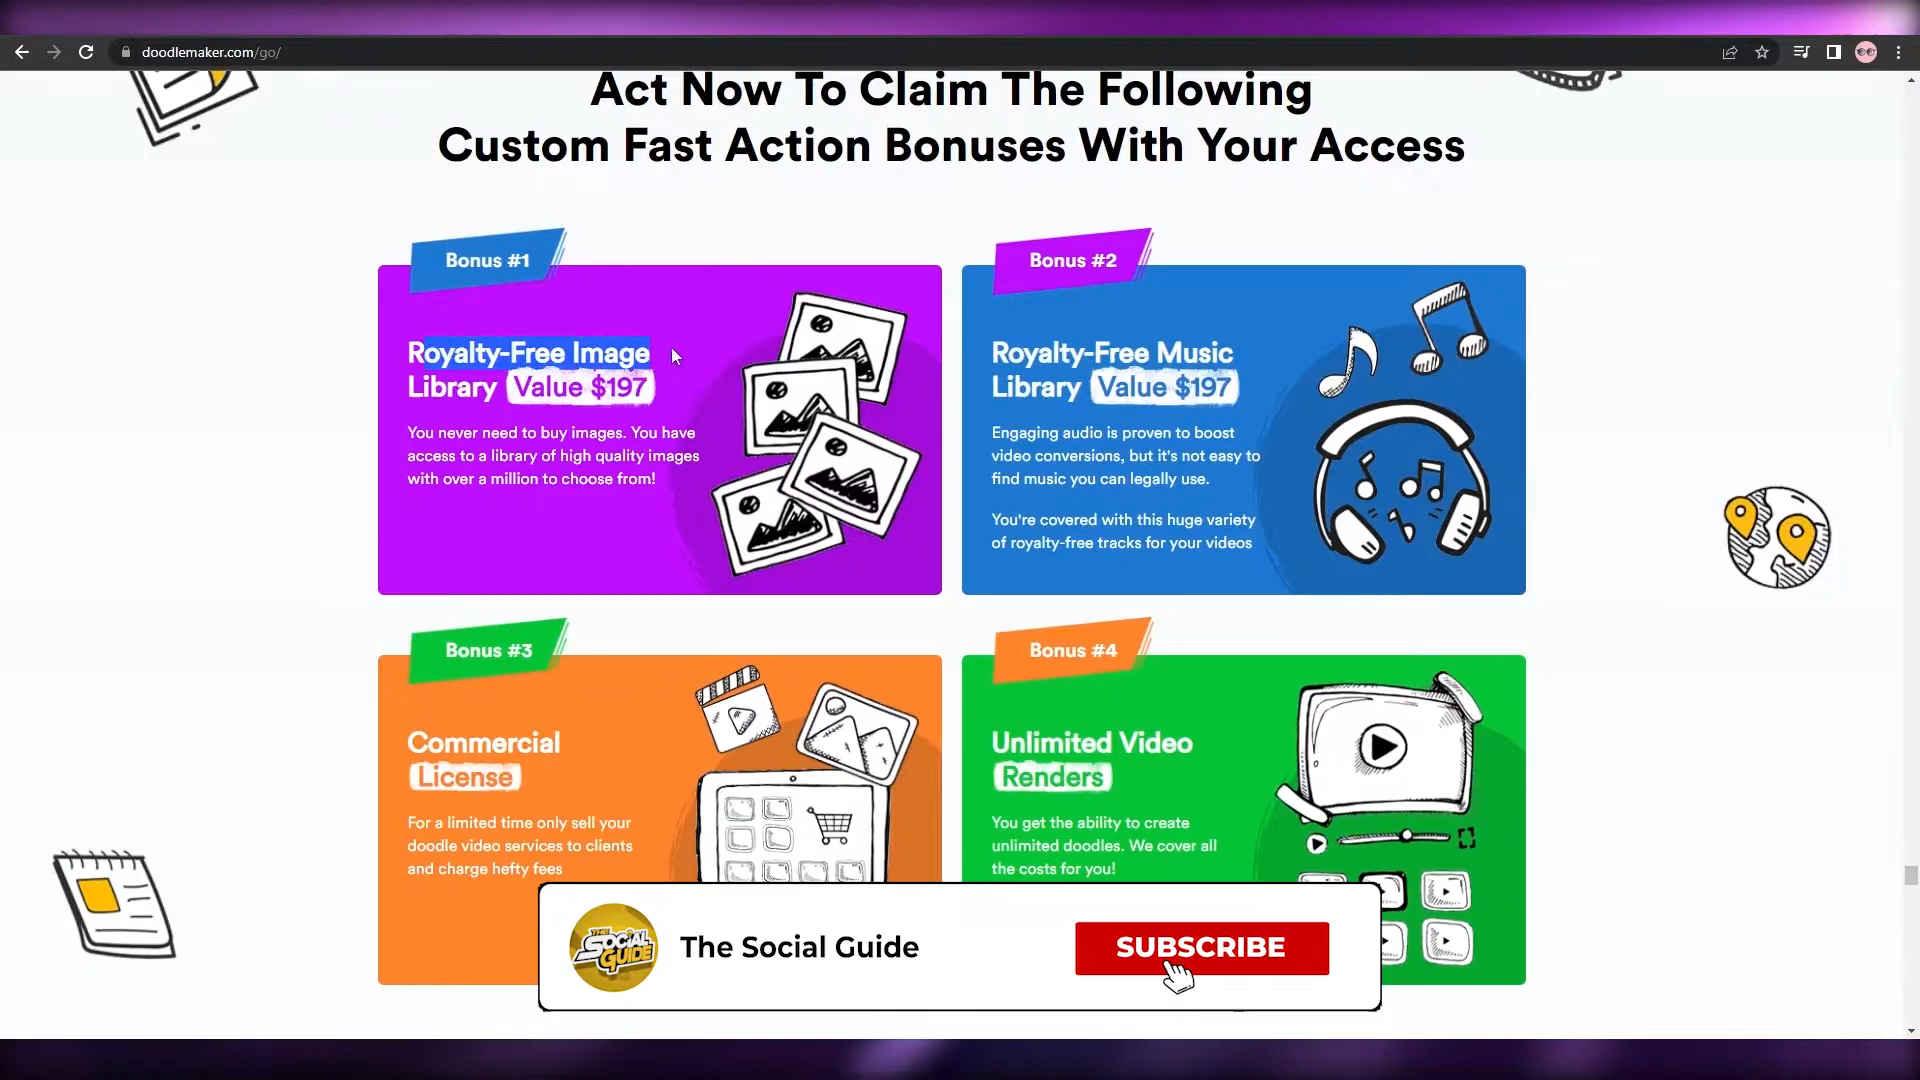 doodlemaker.com/go/
Act Now To Claim The Following
Custom Fast Action Bonuses With Your Access
Bonus #1
Royalty-Free Image
Library Value $197
You never need to buy images. You have
access to a library of high quality images
with over a million to choose from!
Bonus #2
Royalty-Free Music
Library Value $197
Engaging audio is proven to boost
video conversions, but it's not easy to
find music you can legally use.
You're covered with this huge variety
of royalty-free tracks for your videos
Bonus #3
Commercial
License
For a limited time only sell your
doodle video services to clients
and charge hefty fees
Bonus #4
Unlimited Video
Renders
You get the ability to create
unlimited doodles. We cover all
the costs for you!
THE
SOCIAL
GUIDE
The Social Guide
SUBSCRIBE